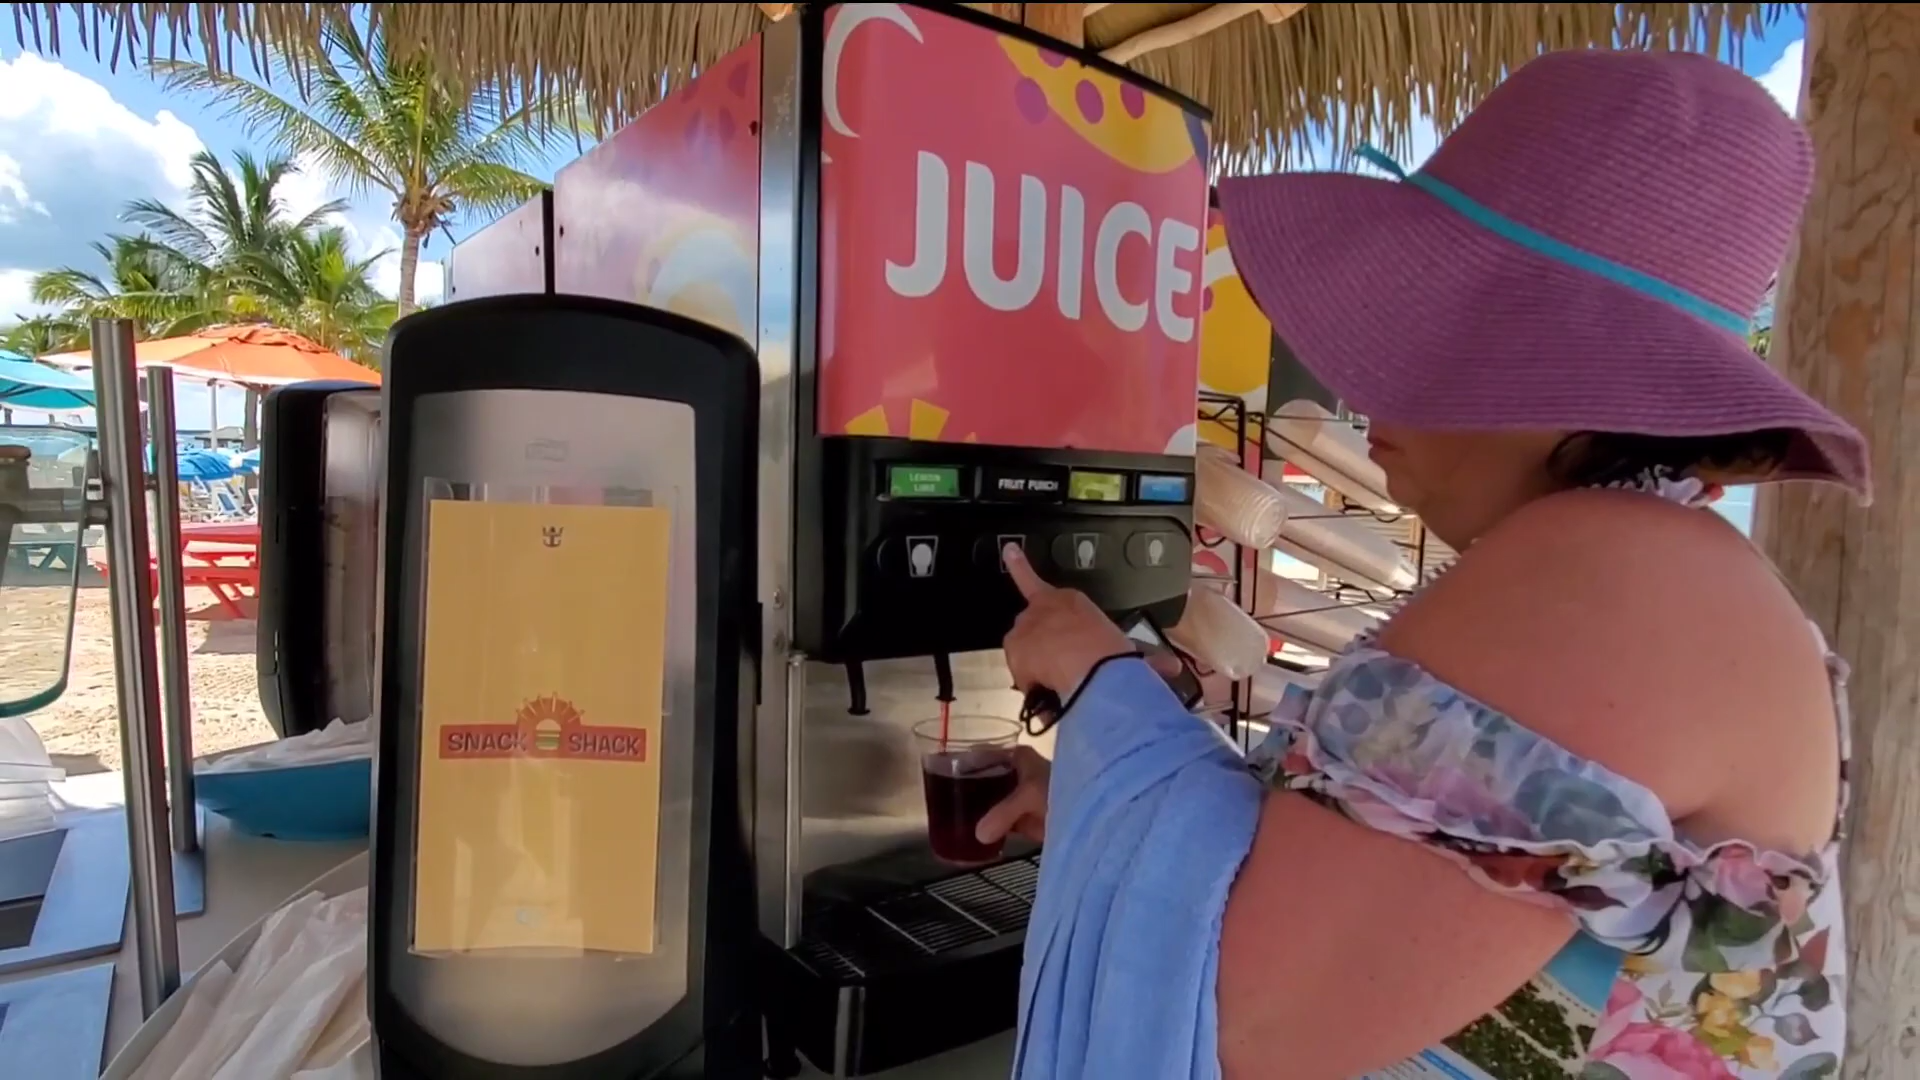 JUICE
LEMON
LIME
FRUIT PUNCH
SNACK SHACK